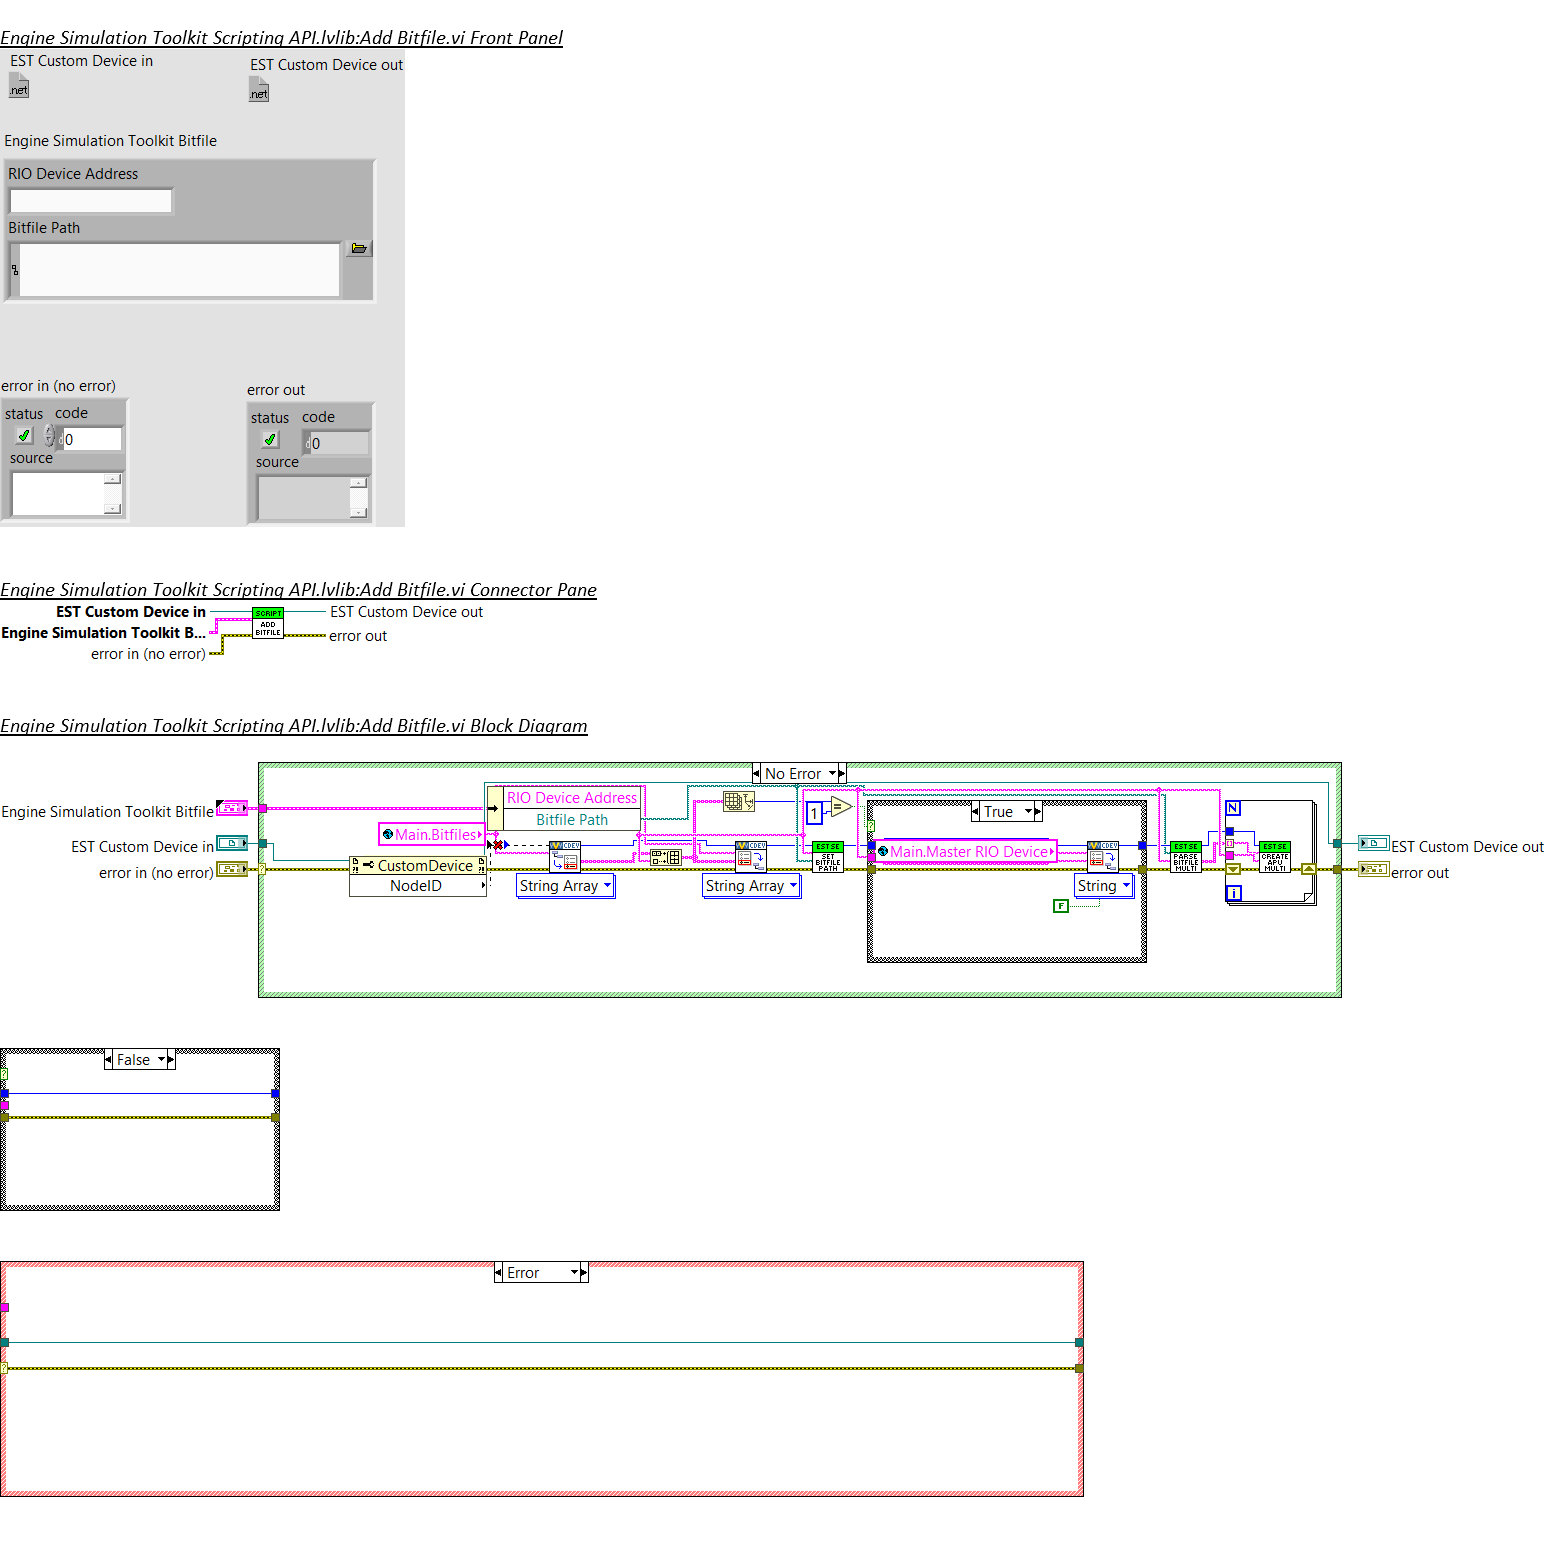 Engine Simulation Toolkit Scripting API.lvlib:Add Bitfile.vi Front Panel
EST Custom Device in
EST Custom Device out
.net
.net
Engine Simulation Toolkit Bitfile
RIO Device Address
Bitfile Path
error in (no error)
error out
status code
status code
0
0
source
source
Engine Simulation Toolkit Scripting API.lvlib:Add Bitfile.vi Connector Pane
EST Custom Device in
SCRIPT
ADD
BITFILE
EST Custom Device out
Engine Simulation Toolkit B...
error out
error in (no error)
Engine Simulation Toolkit Scripting API.lvlib:Add Bitfile.vi Block Diagram
No Error
Engine Simulation Toolkit Bitfile
RIO Device Address
Bitfile Path
1
=
True
N
Main.Bitfiles
EST Custom Device in
CDEV
CDEV
EST SE
SET
BITFILE
PATH
Main.Master RIO Device
CDEV
EST SE
PARSE
BITFILE
MULTI
EST SE
CREATE
APU
MULTI
EST Custom Device out
error in (no error)
CustomDevice
NodeID
error out
String Array
String Array
String
F
i
False
?
Error
?